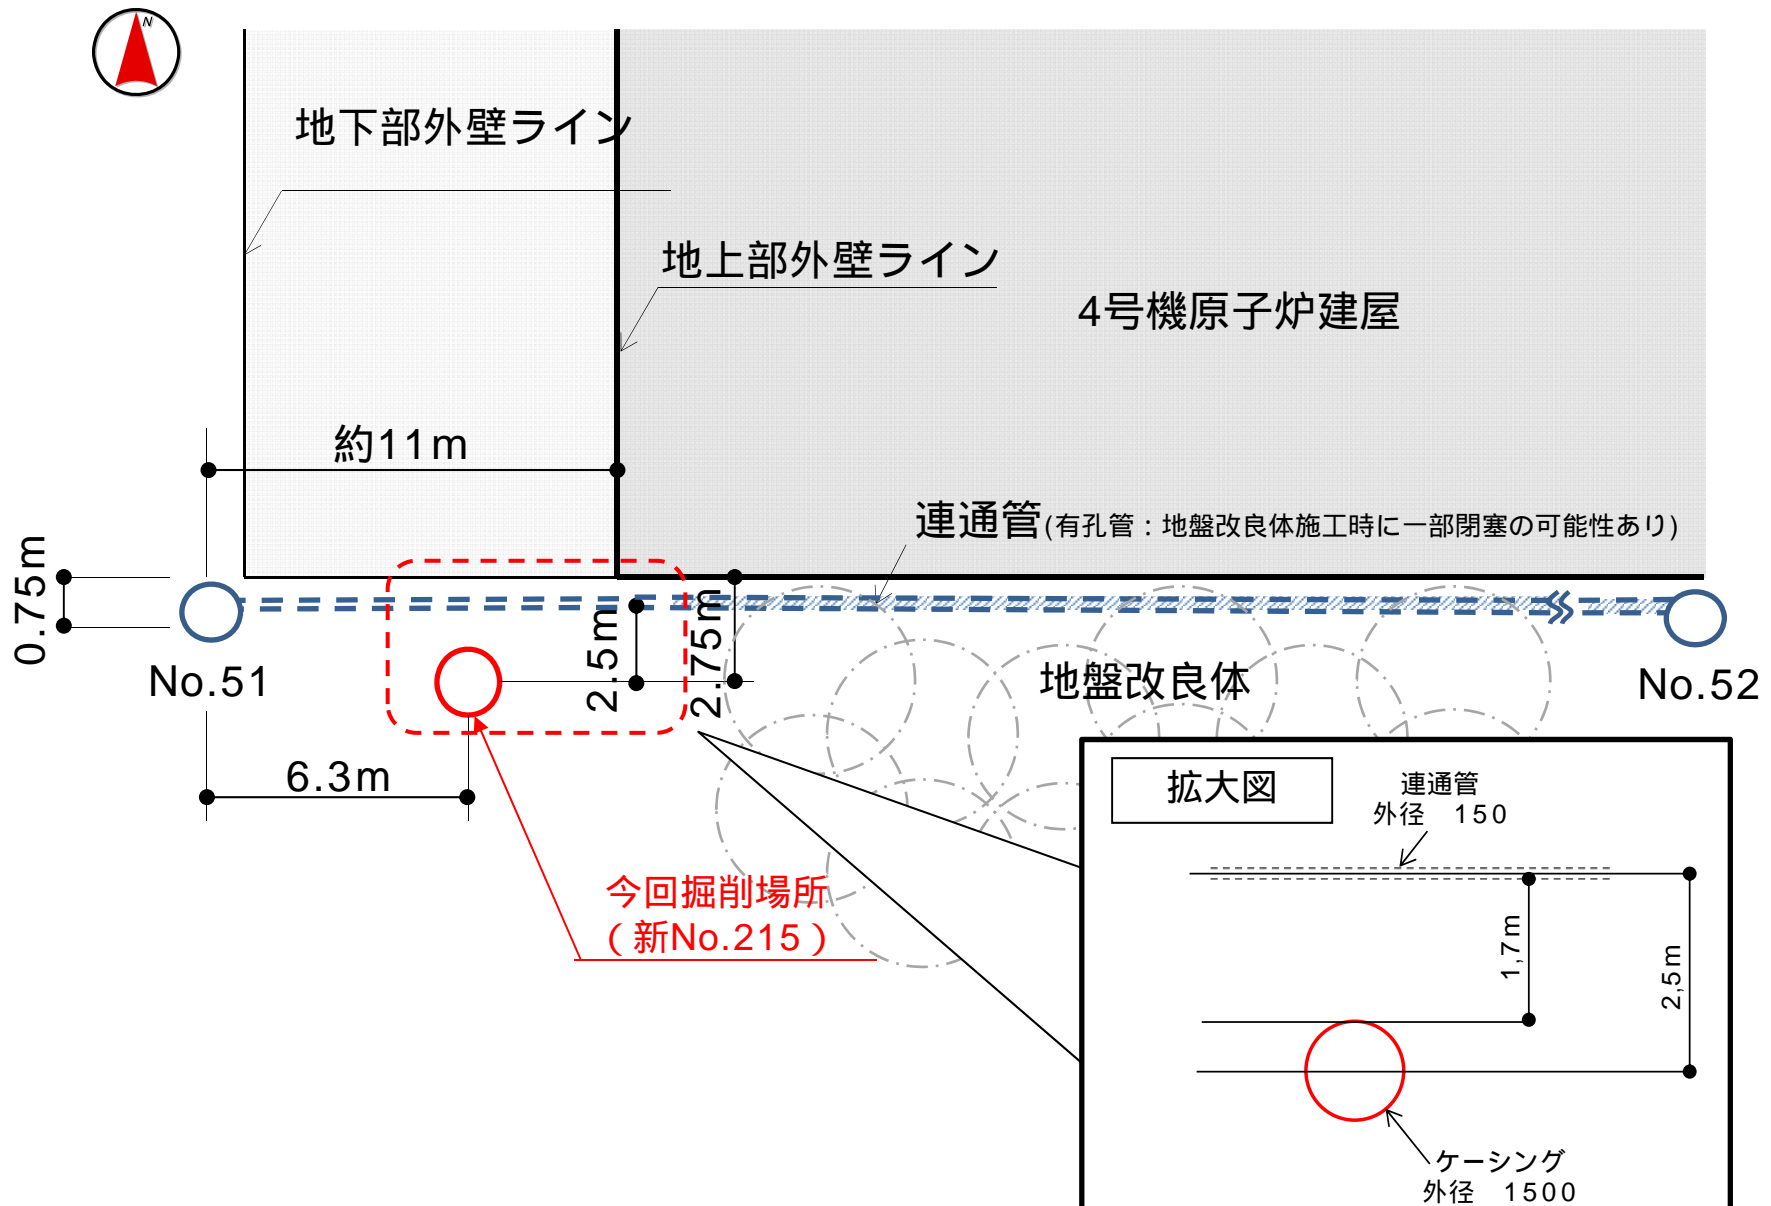 N
地下部外壁ライン
地上部外壁ライン
4号機原子炉建屋
約11m
連通管(有孔管：地盤改良体施工時に一部閉塞の可能性あり)
0.75m
2.5m
2.75m
No.51
地盤改良体
No.52
6.3m
今回掘削場所
（新No.215）
拡大図
連通管
外径　150
1,7m
2,5m
ケーシング
外径　1500